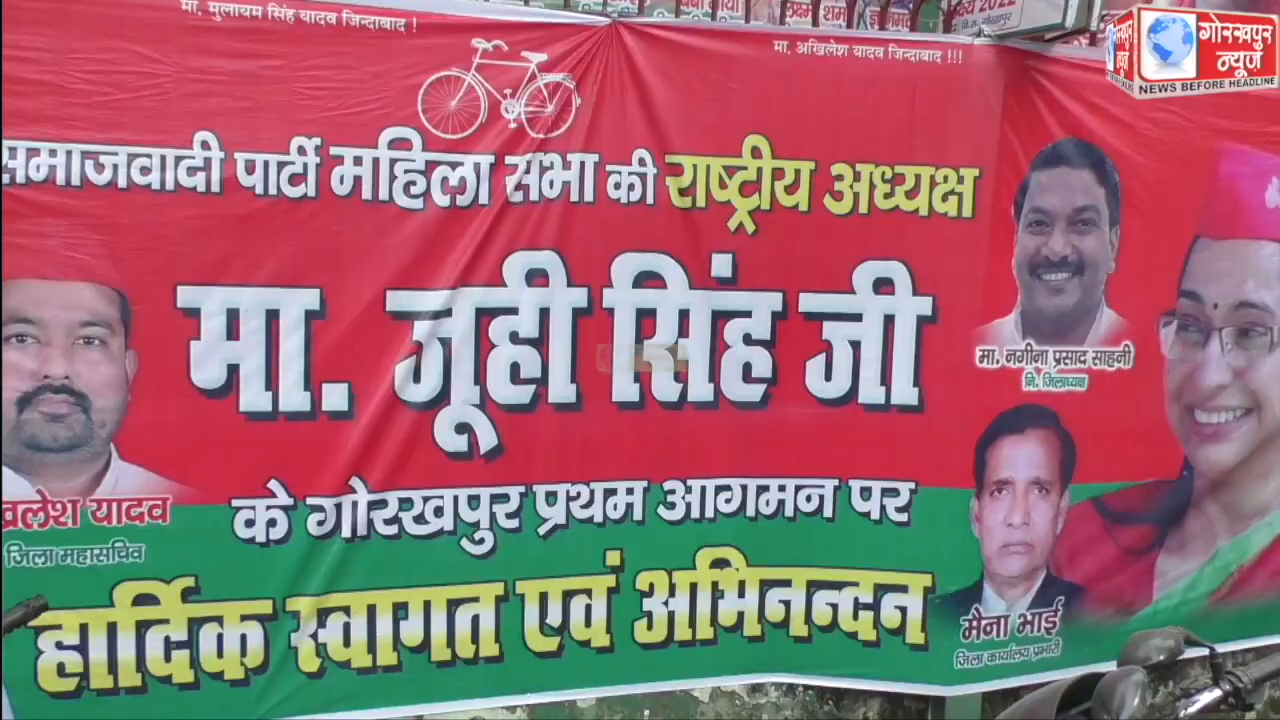 मा. मुलायम सिंह यादव जिन्दाबाद !
मा. अखिलेश यादव जिन्दाबाद !!!
गोरखपुर न्यूज़
गोरखपुर
न्यूज़
NEWS BEFORE HEADLINE
समाजवादी पार्टी महिला सभा की राष्ट्रीय अध्यक्ष
मा. जूही सिंह जी
के गोरखपुर प्रथम आगमन पर
हार्दिक स्वागत एवं अभिनन्दन
यादव
जिला महासचिव
मा. नगीना प्रसाद साहनी
नि. जिलाध्यक्ष
मैना भाई
जिला कार्यालय प्रभारी